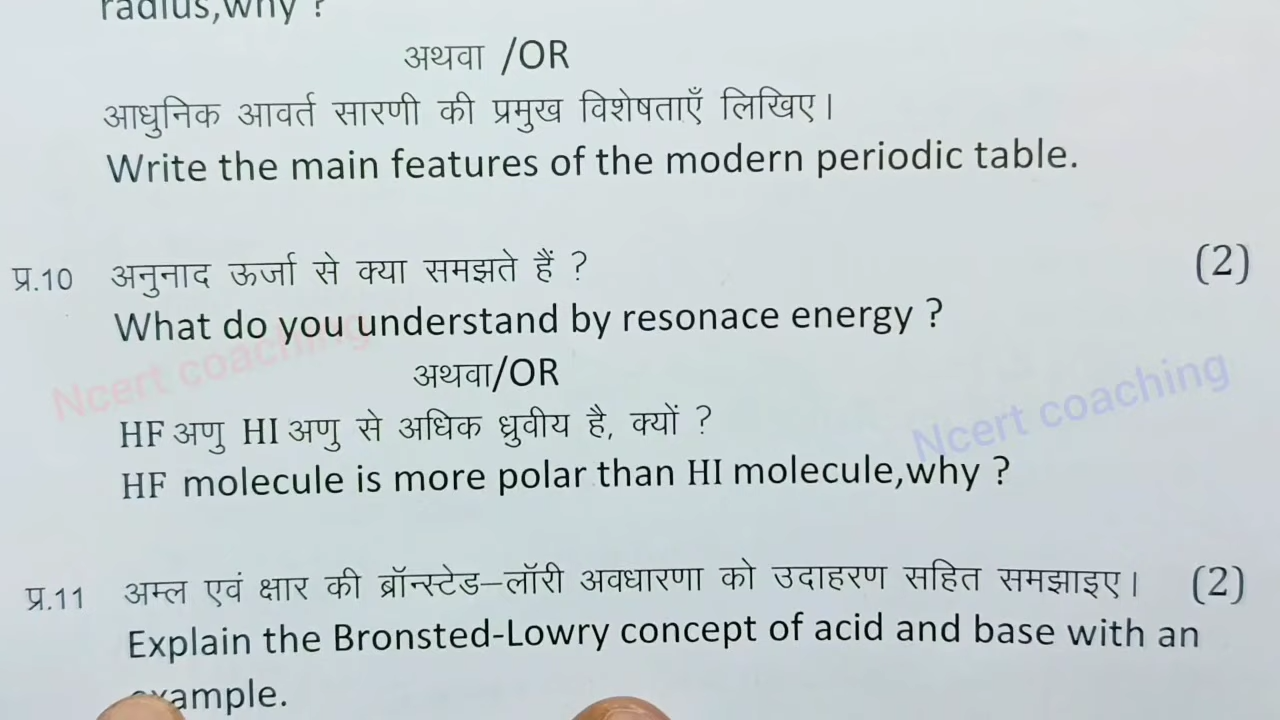 radius,why ?
अथवा /OR
आधुनिक आवर्त सारणी की प्रमुख विशेषताएँ लिखिए।
Write the main features of the modern periodic table.
प्र.10 अनुनाद ऊर्जा से क्या समझते हैं ? (2)
What do you understand by resonace energy ?
Ncert coaching
अथवा/OR
HF अणु HI अणु से अधिक ध्रुवीय है, क्यों ?
Ncert coaching
HF molecule is more polar than HI molecule,why ?
प्र.11 अम्ल एवं क्षार की ब्रॉन्स्टेड–लॉरी अवधारणा को उदाहरण सहित समझाइए। (2)
Explain the Bronsted-Lowry concept of acid and base with an
example.